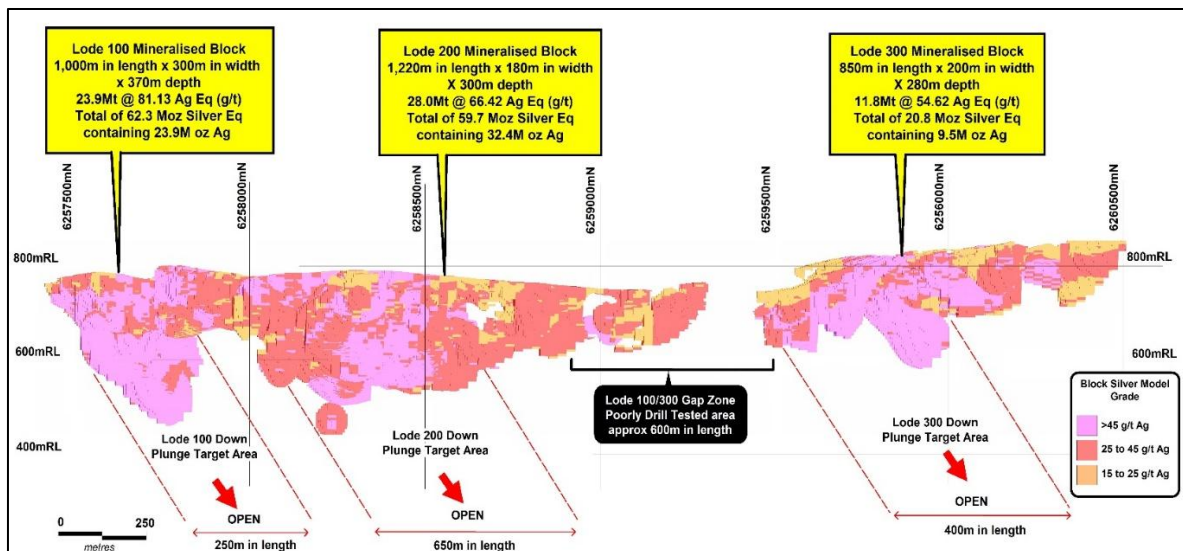 Lode 100 Mineralised Block
1,000m in length x 300m in width
x 370m depth
23.9Mt @ 81.13 Ag Eq (g/t)
Total of 62.3 Moz Silver Eq
containing 23.9M oz Ag
Lode 200 Mineralised Block
1,220m in length x 180m in width
X 300m depth
28.0Mt @ 66.42 Ag Eq (g/t)
Total of 59.7 Moz Silver Eq
containing 32.4M oz Ag
Lode 300 Mineralised Block
850m in length x 200m in width
X 280m depth
11.8Mt @ 54.62 Ag Eq (g/t)
Total of 20.8 Moz Silver Eq
containing 9.5M oz Ag
6257500mN
6258000mN
6258500mN
6259000mN
6259500mN
6256000mN
6260500mN
800mRL
800mRL
600mRL
600mRL
400mRL
Lode 100/300 Gap Zone
Poorly Drill Tested area
approx 600m in length
Block Silver Model
Grade
>45 g/t Ag
25 to 45 g/t Ag
15 to 25 g/t Ag
Lode 100 Down
Plunge Target Area
Lode 200 Down
Plunge Target Area
Lode 300 Down
Plunge Target Area
OPEN
OPEN
OPEN
250m in length
650m in length
400m in length
0 250
metres